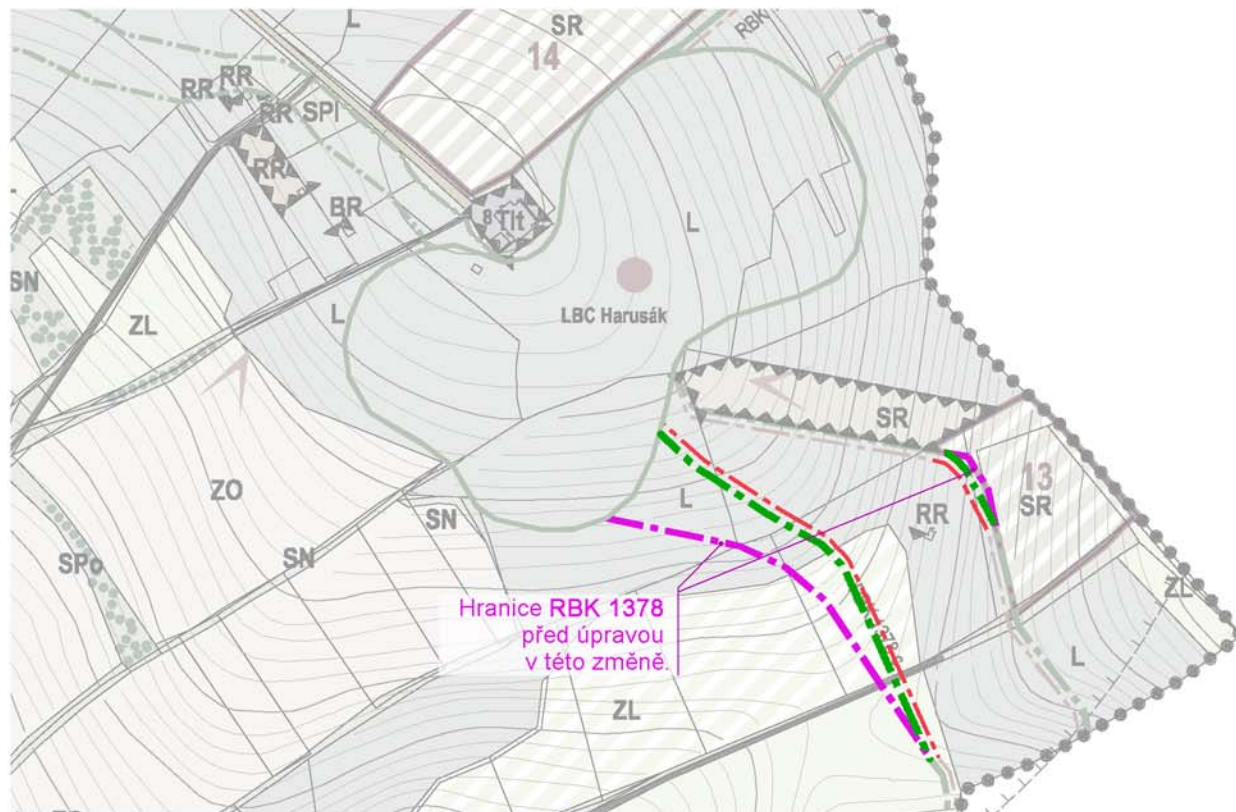 L
SR
14
RBK
RR
RR
RR
SPl
RR
BR
8 TIt
L
SN
ZL
L
LBC Harusák
SR
13
SR
ZO
L
SN
RR
SPo
SN
ZL
Hranice RBK 1378
před úpravou
v této změně.
L
ZL